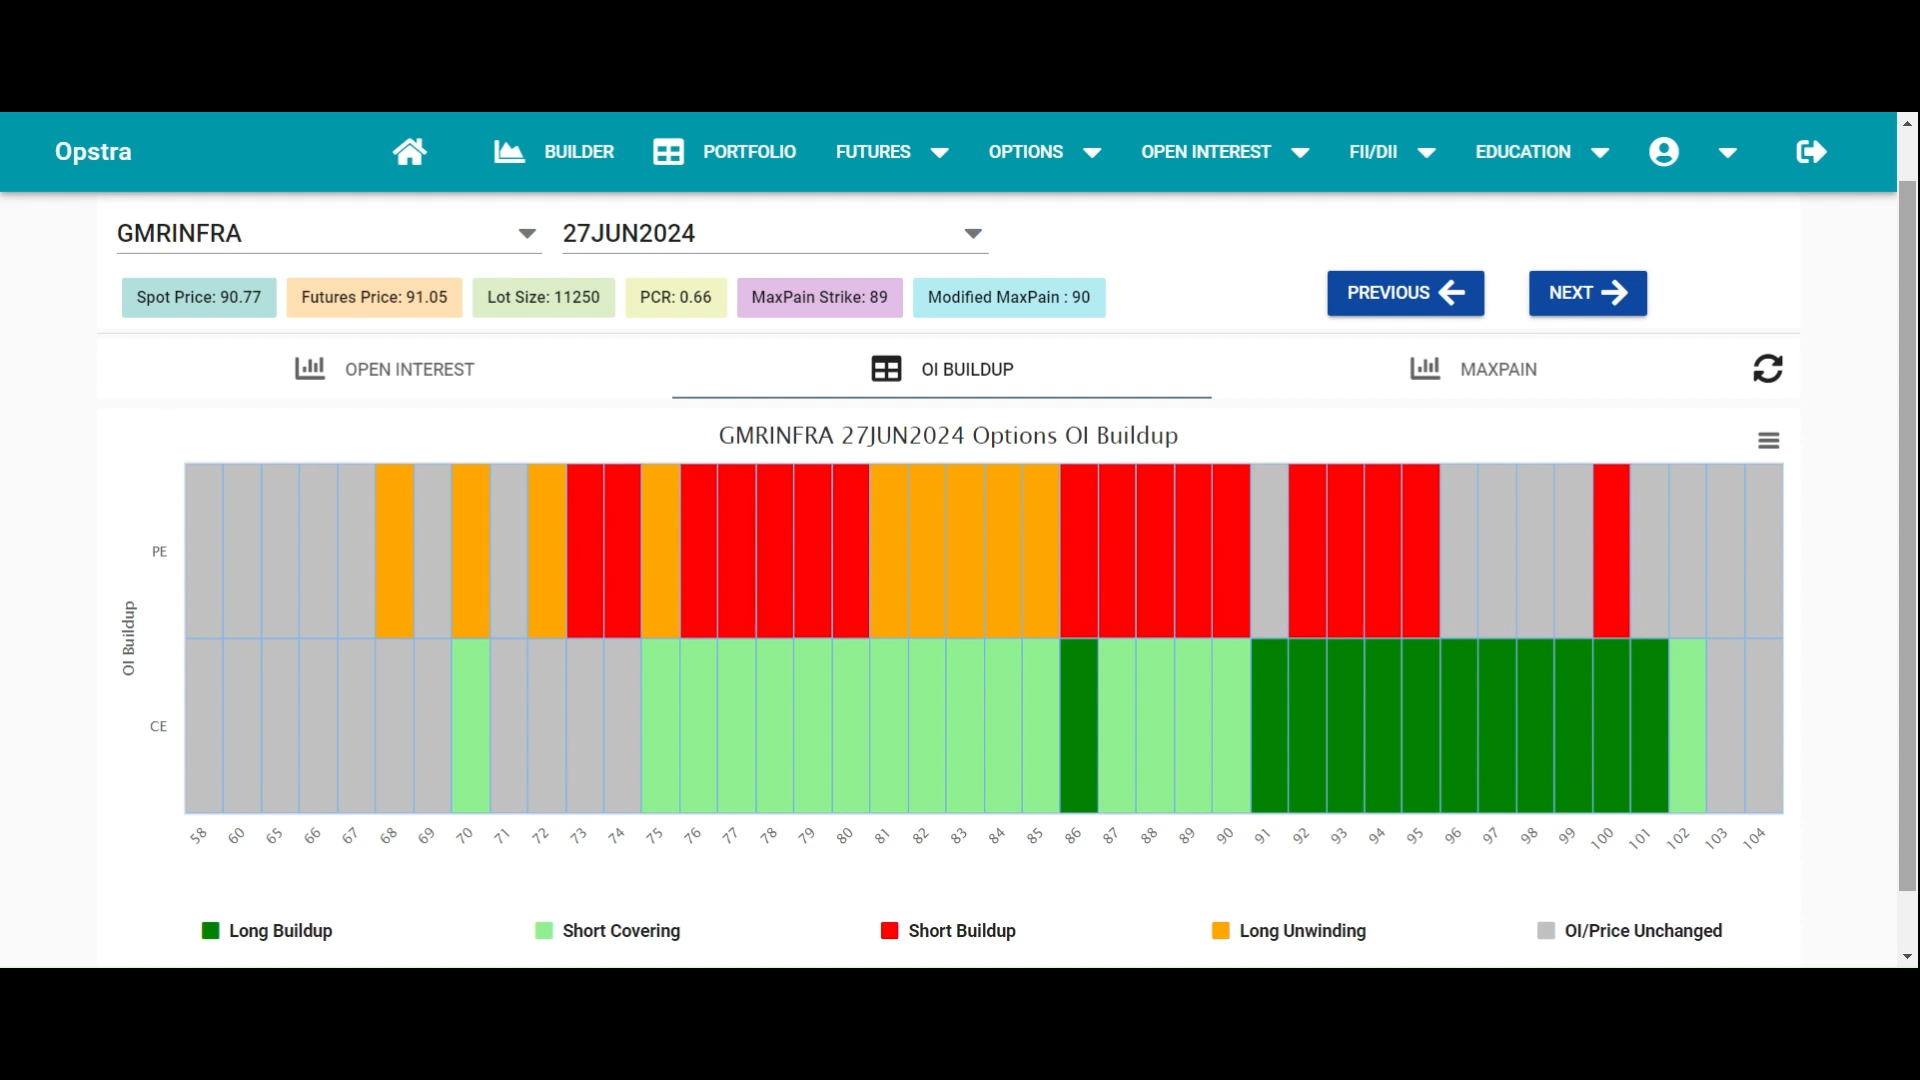 Opstra BUILDER PORTFOLIO FUTURES OPTIONS OPEN INTEREST FII/DII EDUCATION
GMRINFRA 27JUN2024
Spot Price: 90.77 Futures Price: 91.05 Lot Size: 11250 PCR: 0.66 MaxPain Strike: 89 Modified MaxPain : 90 PREVIOUS NEXT
OPEN INTEREST OI BUILDUP MAXPAIN
GMRINFRA 27JUN2024 Options OI Buildup
PE
OI Buildup
CE
58 60 65 66 67 68 69 70 71 72 73 74 75 76 77 78 79 80 81 82 83 84 85 86 87 88 89 90 91 92 93 94 95 96 97 98 99 100 101 102 103 104
Long Buildup Short Covering Short Buildup Long Unwinding OI/Price Unchanged